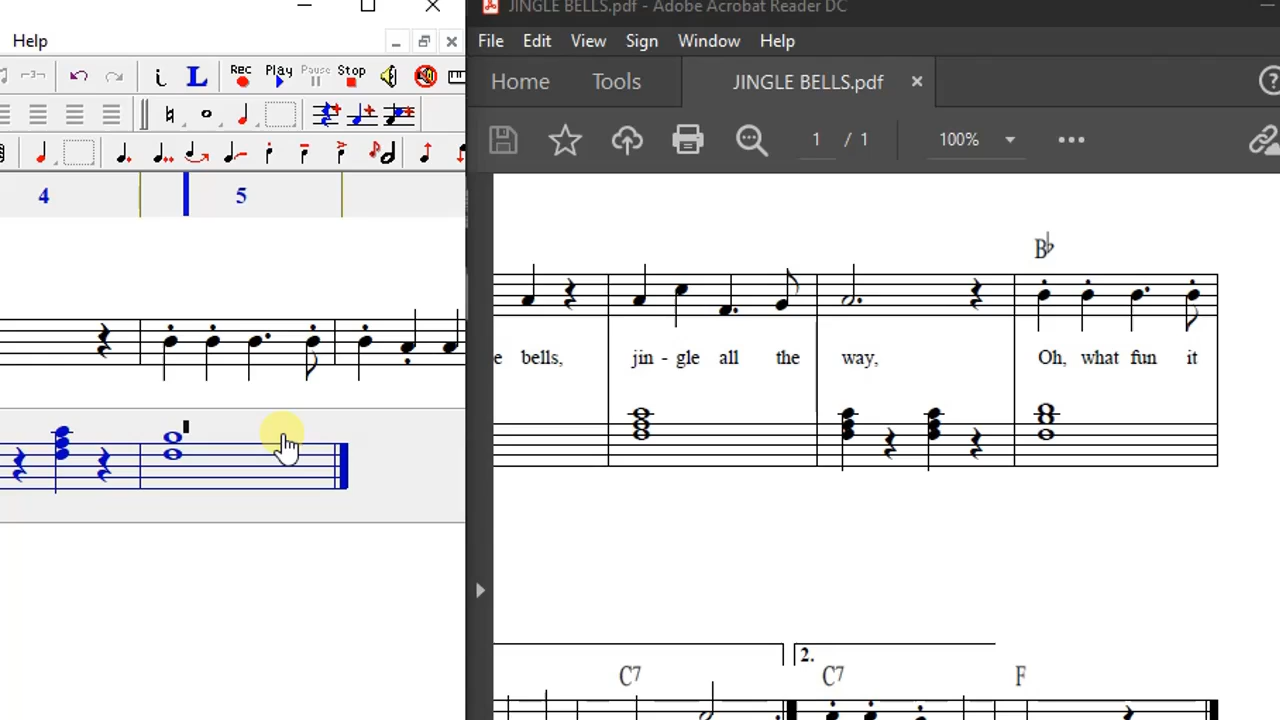 JINGLE BELLS.pdf - Adobe Acrobat Reader DC
Help
File Edit View Sign Window Help
Rec Play Pause Stop
Home Tools JINGLE BELLS.pdf ×
1 / 1 100%
4 5
B♭
e bells, jin - gle all the way, Oh, what fun it
2.
C7 C7 F